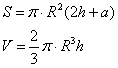 S = π · R²(2h + a)
V = 2/3 π · R³h